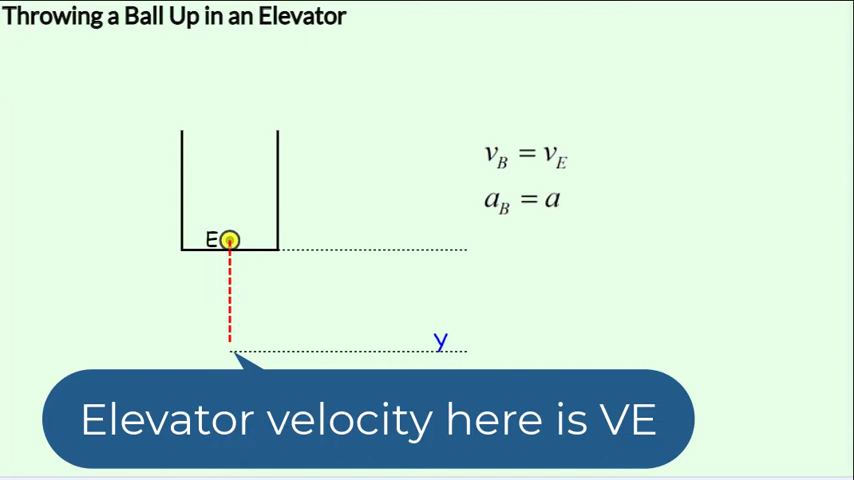 Throwing a Ball Up in an Elevator
v_B = v_E
a_B = a
E
y
Elevator velocity here is VE